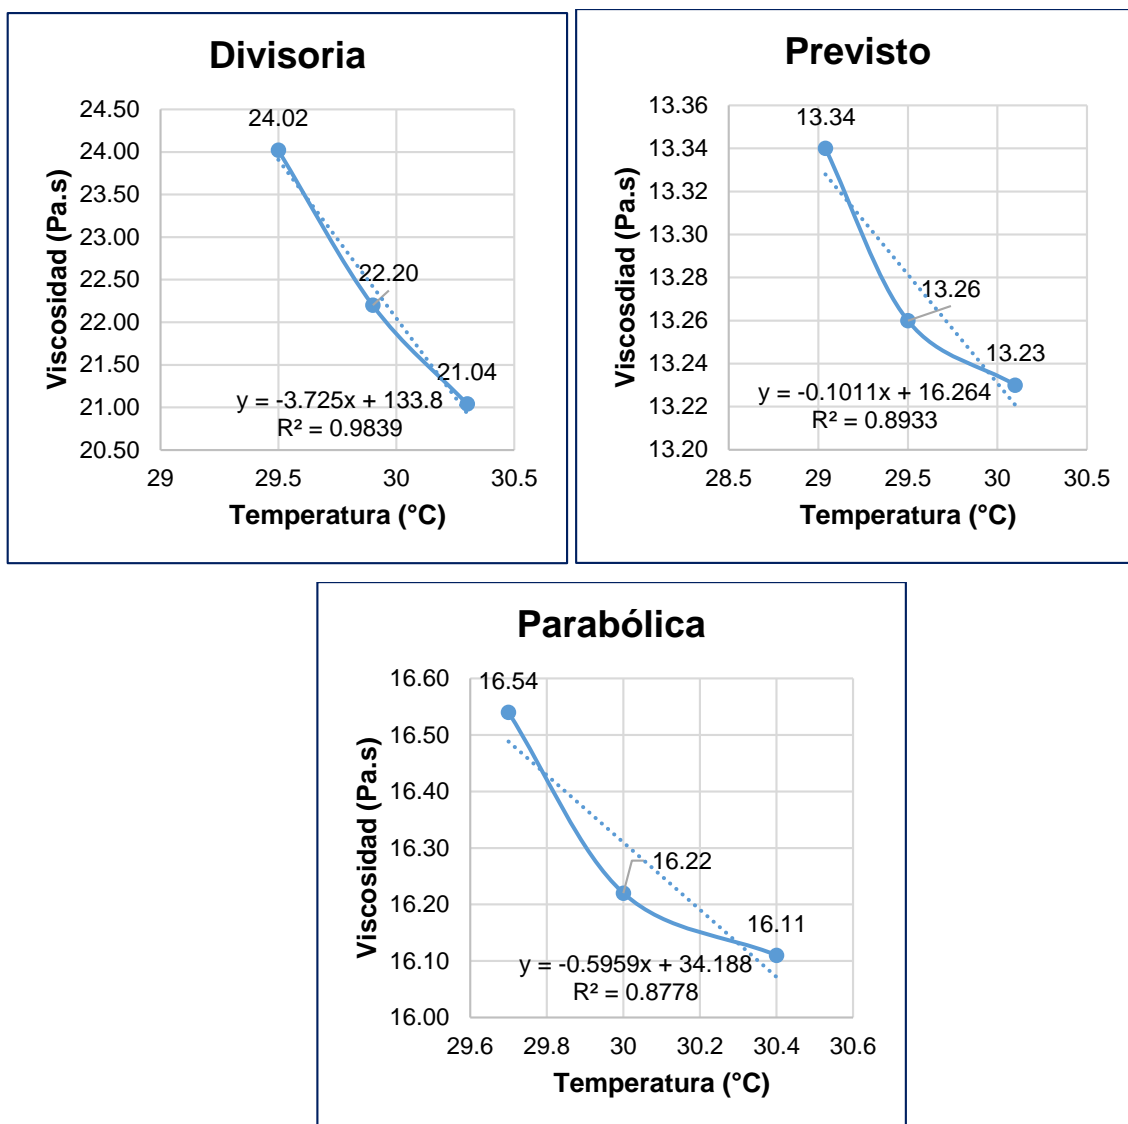 Divisoria
24.50
24.00
23.50
23.00
22.50
22.00
21.50
21.00
20.50
Viscosidad (Pa.s)
24.02
22.20
21.04
y = -3.725x + 133.8
R² = 0.9839
29 29.5 30 30.5
Temperatura (°C)
Previsto
13.36
13.34
13.32
13.30
13.28
13.26
13.24
13.22
13.20
Viscosdiad (Pa.s)
13.34
13.26
13.23
y = -0.1011x + 16.264
R² = 0.8933
28.5 29 29.5 30 30.5
Temperatura (°C)
Parabólica
16.60
16.50
16.40
16.30
16.20
16.10
16.00
Viscosidad (Pa.s)
16.54
16.22
16.11
y = -0.5959x + 34.188
R² = 0.8778
29.6 29.8 30 30.2 30.4 30.6
Temperatura (°C)